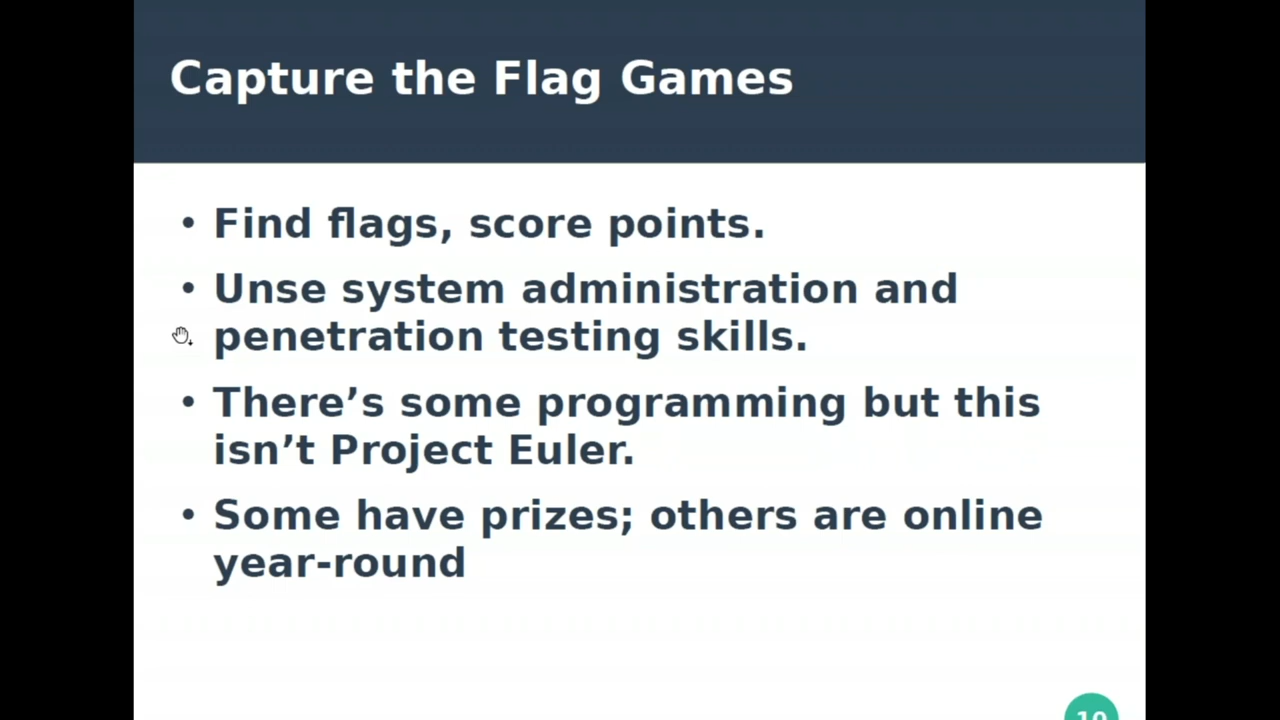 Capture the Flag Games
• Find flags, score points.
• Unse system administration and
penetration testing skills.
• There’s some programming but this
isn’t Project Euler.
• Some have prizes; others are online
year-round